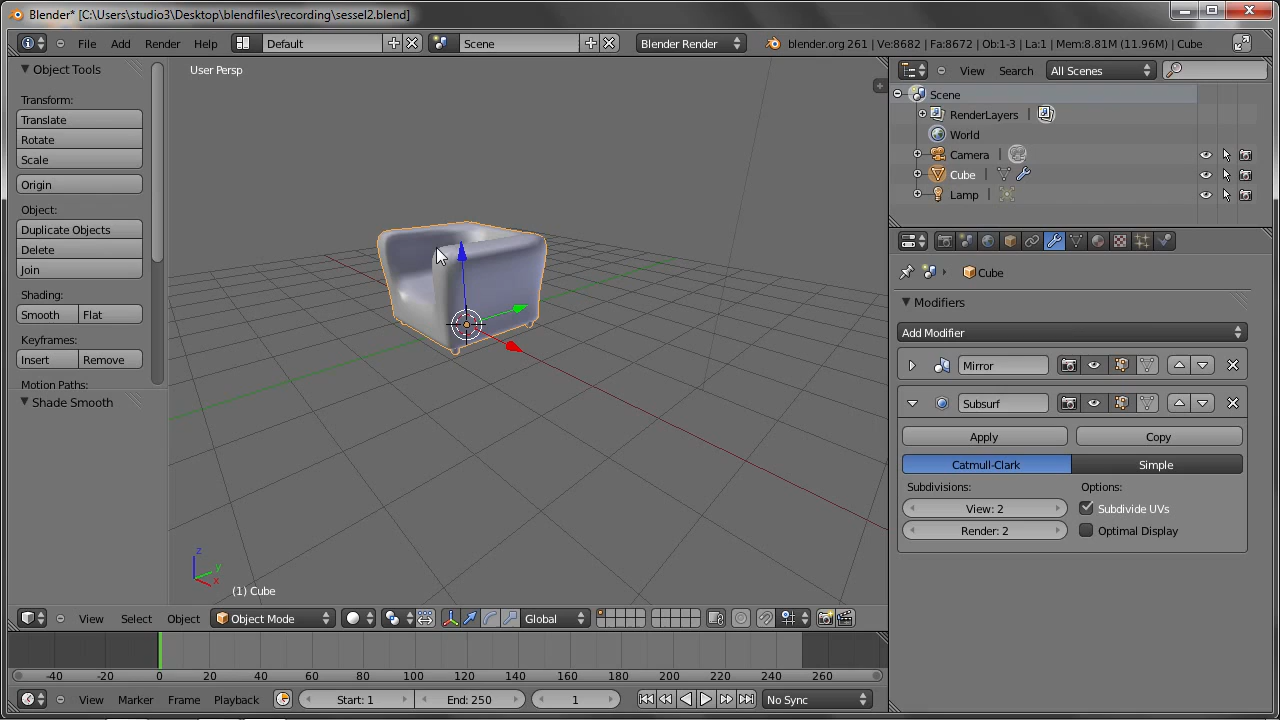 Blender* [C:\Users\studio3\Desktop\blendfiles\recording\sessel2.blend]
File Add Render Help Default Scene Blender Render blender.org 261 | Ve:8682 | Fa:8672 | Ob:1-3 | La:1 | Mem:8.81M (11.96M) | Cube
Object Tools
Transform:
Translate
Rotate
Scale
Origin
Object:
Duplicate Objects
Delete
Join
Shading:
Smooth Flat
Keyframes:
Insert Remove
Motion Paths:
Shade Smooth
User Persp
z
y
x
(1) Cube
View Select Object Object Mode Global
-40 -20 0 20 40 60 80 100 120 140 160 180 200 220 240 260
View Marker Frame Playback Start: 1 End: 250 1 No Sync
View Search All Scenes
Scene
RenderLayers
World
Camera
Cube
Lamp
Cube
Modifiers
Add Modifier
Mirror
Subsurf
Apply Copy
Catmull-Clark Simple
Subdivisions: Options:
View: 2 Subdivide UVs
Render: 2 Optimal Display